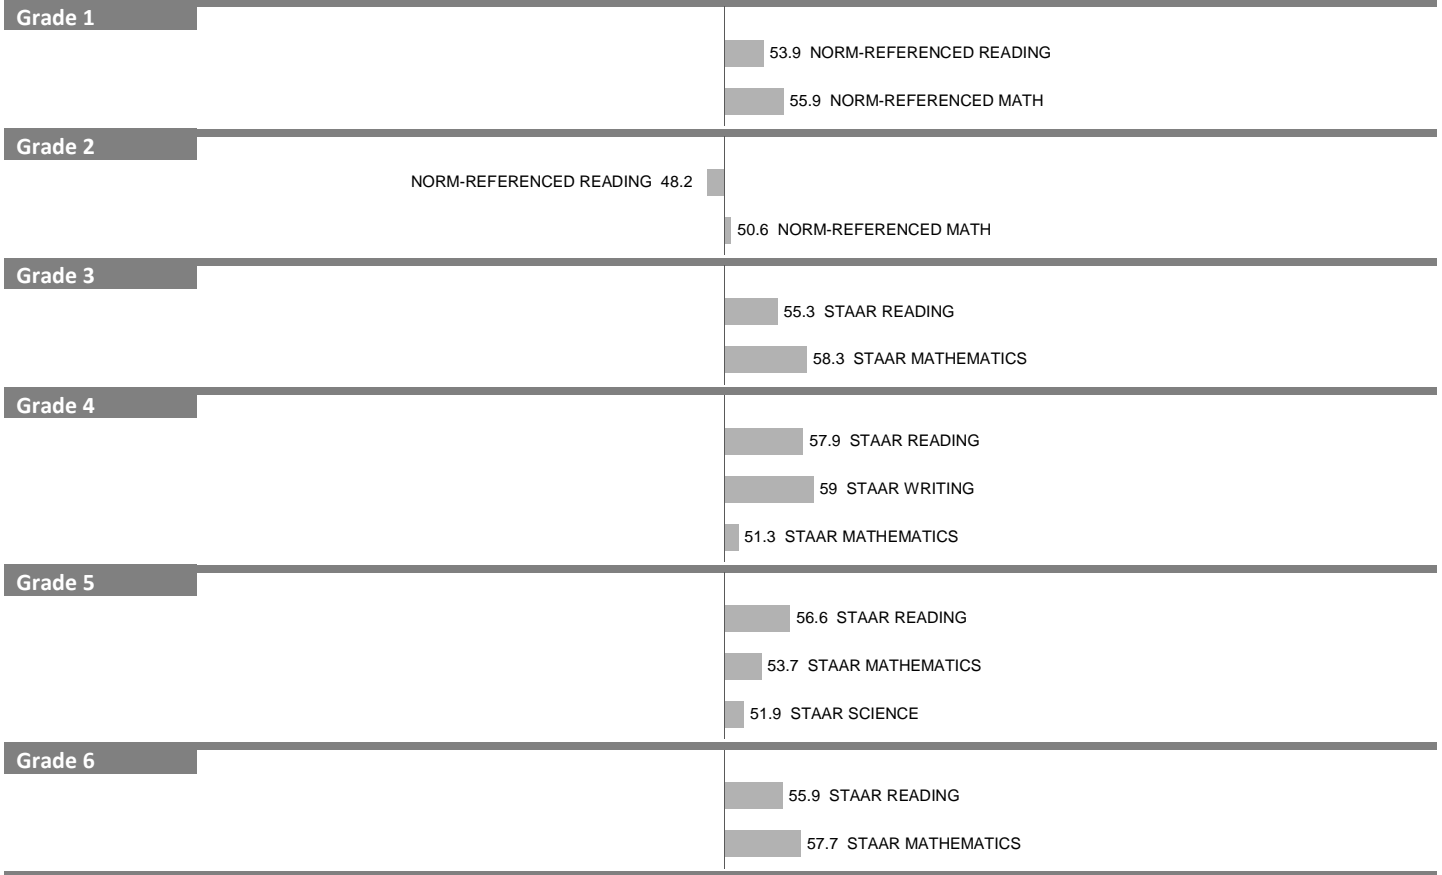 Grade 1
53.9 NORM-REFERENCED READING
55.9 NORM-REFERENCED MATH
Grade 2
NORM-REFERENCED READING 48.2
50.6 NORM-REFERENCED MATH
Grade 3
55.3 STAAR READING
58.3 STAAR MATHEMATICS
Grade 4
57.9 STAAR READING
59 STAAR WRITING
51.3 STAAR MATHEMATICS
Grade 5
56.6 STAAR READING
53.7 STAAR MATHEMATICS
51.9 STAAR SCIENCE
Grade 6
55.9 STAAR READING
57.7 STAAR MATHEMATICS